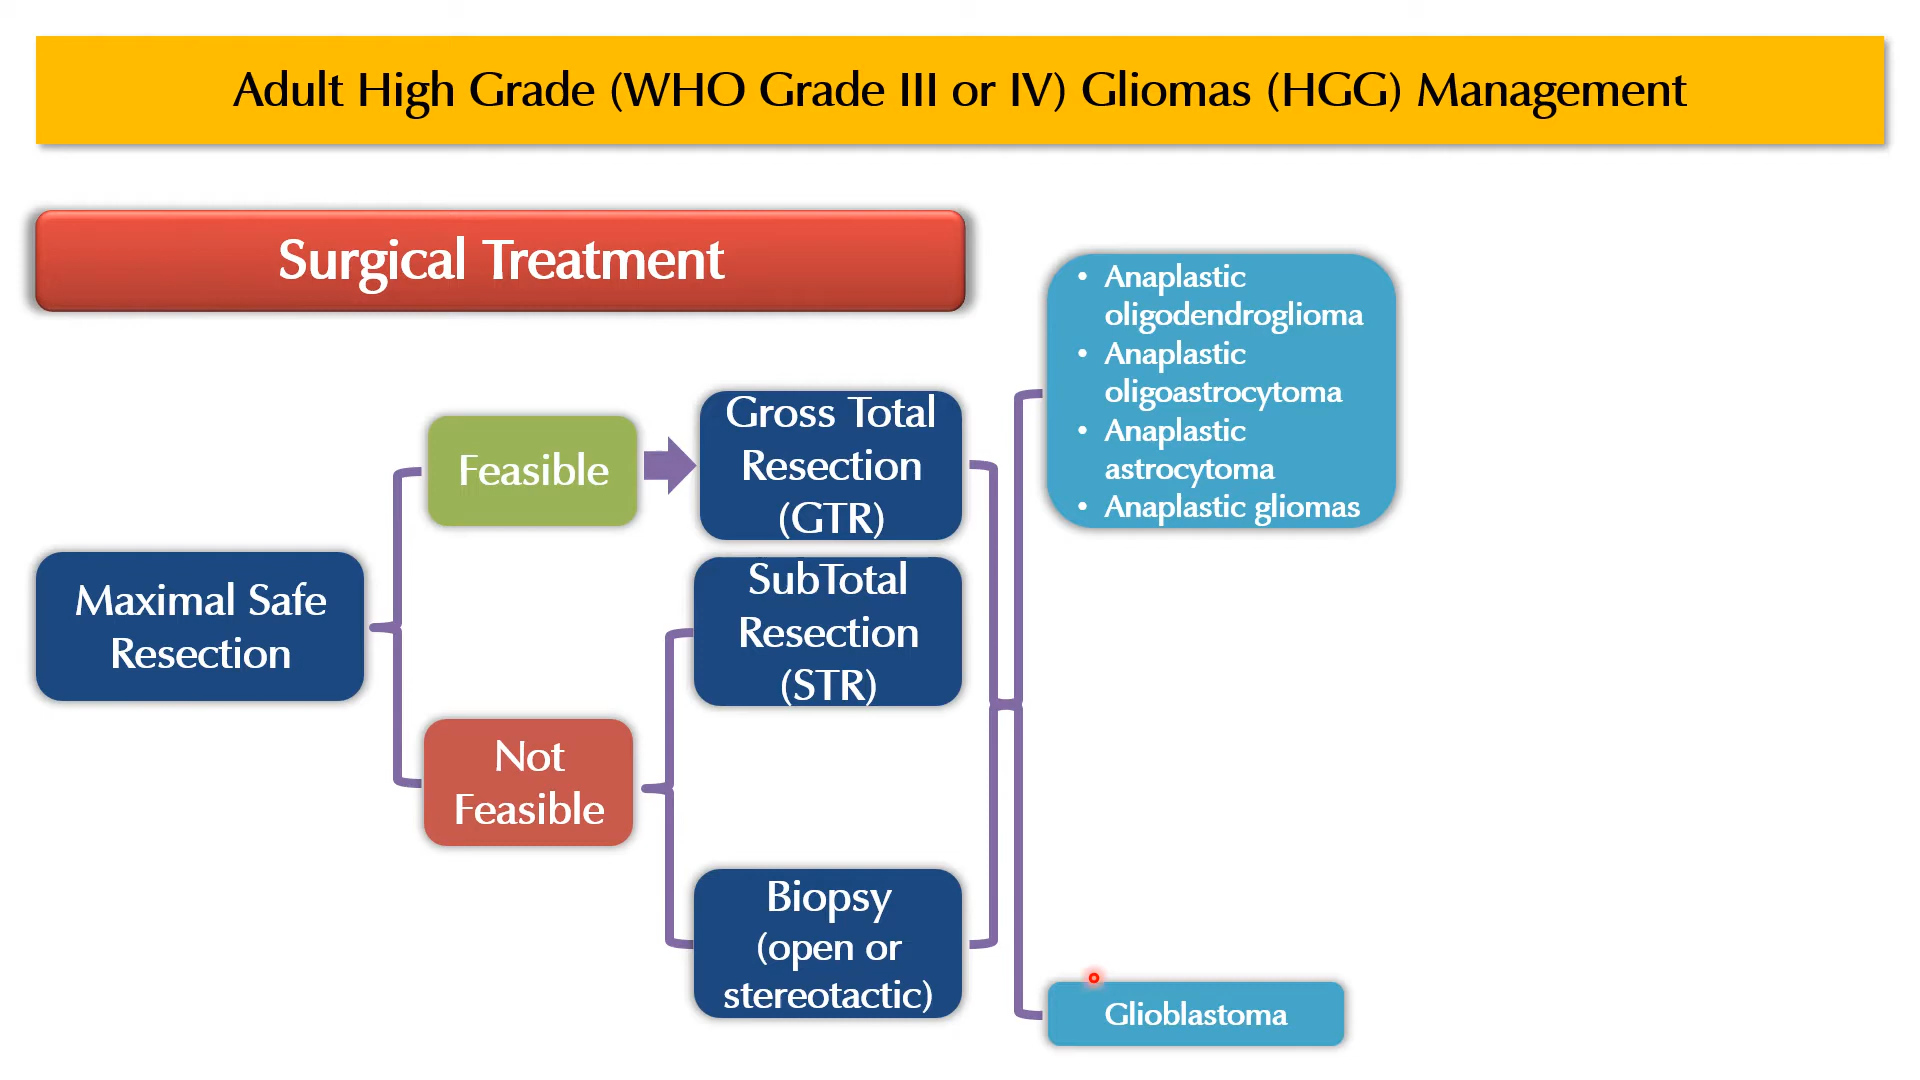 Adult High Grade (WHO Grade III or IV) Gliomas (HGG) Management
Surgical Treatment
Maximal Safe
Resection
Feasible
Not
Feasible
Gross Total
Resection
(GTR)
SubTotal
Resection
(STR)
Biopsy
(open or
stereotactic)
• Anaplastic
oligodendroglioma
• Anaplastic
oligoastrocytoma
• Anaplastic
astrocytoma
• Anaplastic gliomas
Glioblastoma